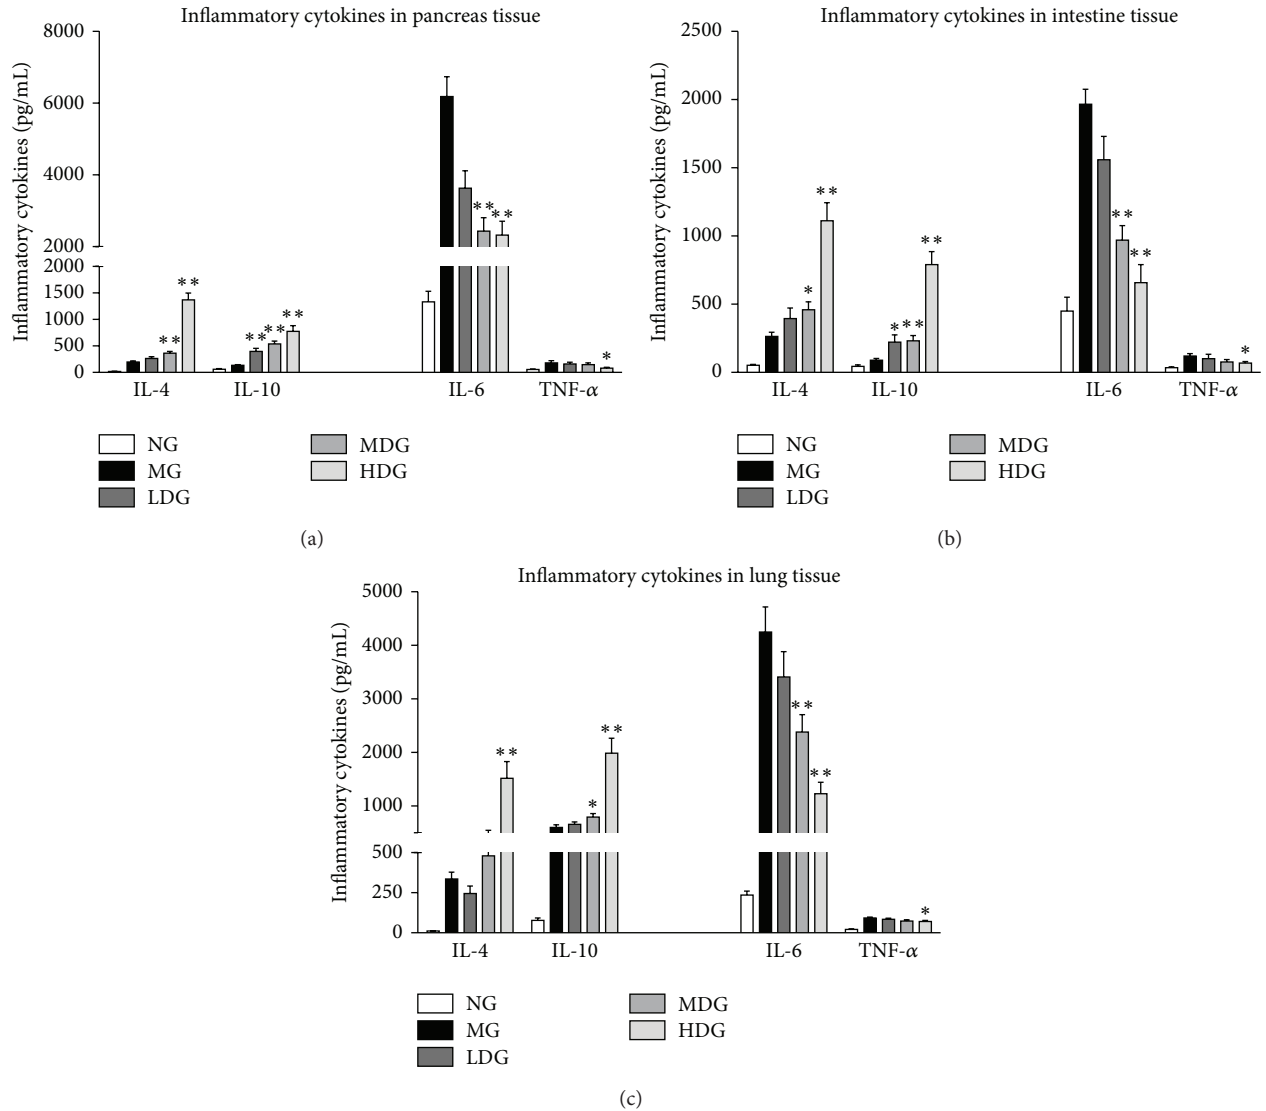 Inflammatory cytokines in pancreas tissue
Inflammatory cytokines (pg/mL)
8000
6000
4000
2000
2000
1500
1000
500
0
** **
** ** **
** **
*
IL-4 IL-10 IL-6 TNF-α
NG MDG
MG HDG
LDG
(a)
Inflammatory cytokines in intestine tissue
Inflammatory cytokines (pg/mL)
2500
2000
1500
1000
500
0
* **
* ** **
** **
*
IL-4 IL-10 IL-6 TNF-α
NG MDG
MG HDG
LDG
(b)
Inflammatory cytokines in lung tissue
Inflammatory cytokines (pg/mL)
5000
4000
3000
2000
1000
500
250
0
**
* **
** **
*
IL-4 IL-10 IL-6 TNF-α
NG MDG
MG HDG
LDG
(c)